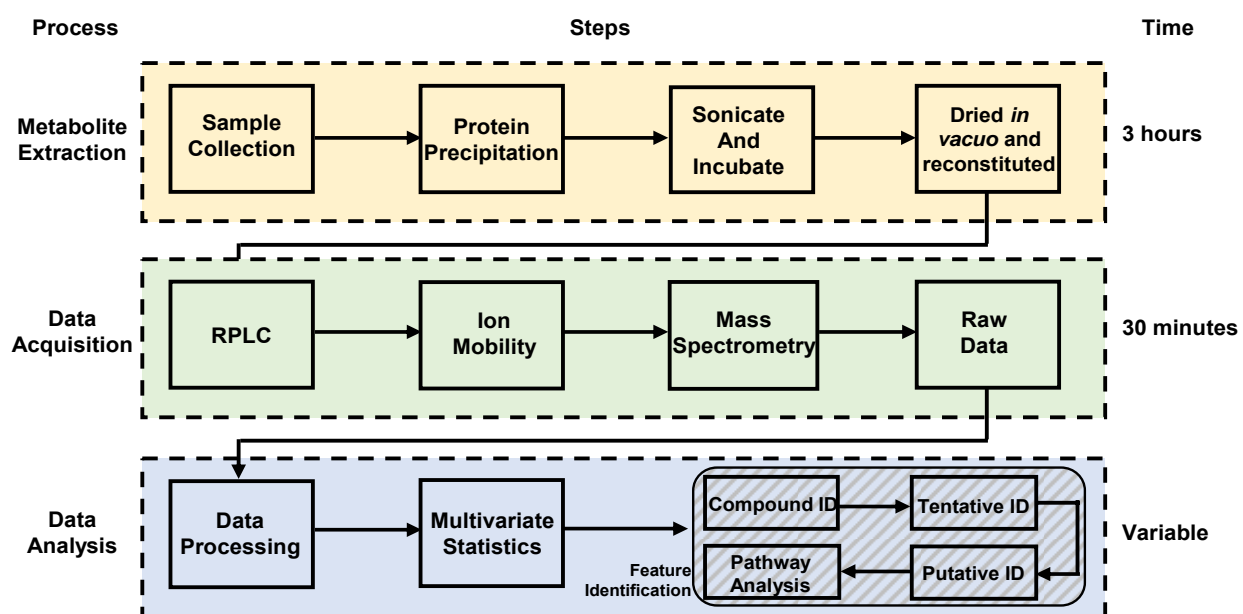 Process
Steps
Time
Metabolite
Extraction
Sample
Collection
Protein
Precipitation
Sonicate
And
Incubate
Dried in
vacuo and
reconstituted
3 hours
Data
Acquisition
RPLC
Ion
Mobility
Mass
Spectrometry
Raw
Data
30 minutes
Data
Analysis
Data
Processing
Multivariate
Statistics
Compound ID
Tentative ID
Putative ID
Pathway
Analysis
Feature
Identification
Variable